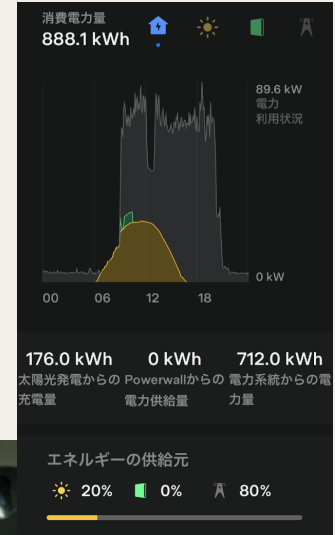 消費電力量
888.1 kWh
89.6 kW
電力
利用状況
0 kW
00 06 12 18
176.0 kWh 0 kWh 712.0 kWh
太陽光発電からの Powerwallからの 電力系統からの電
充電量 電力供給量 力量
エネルギーの供給元
20% 0% 80%